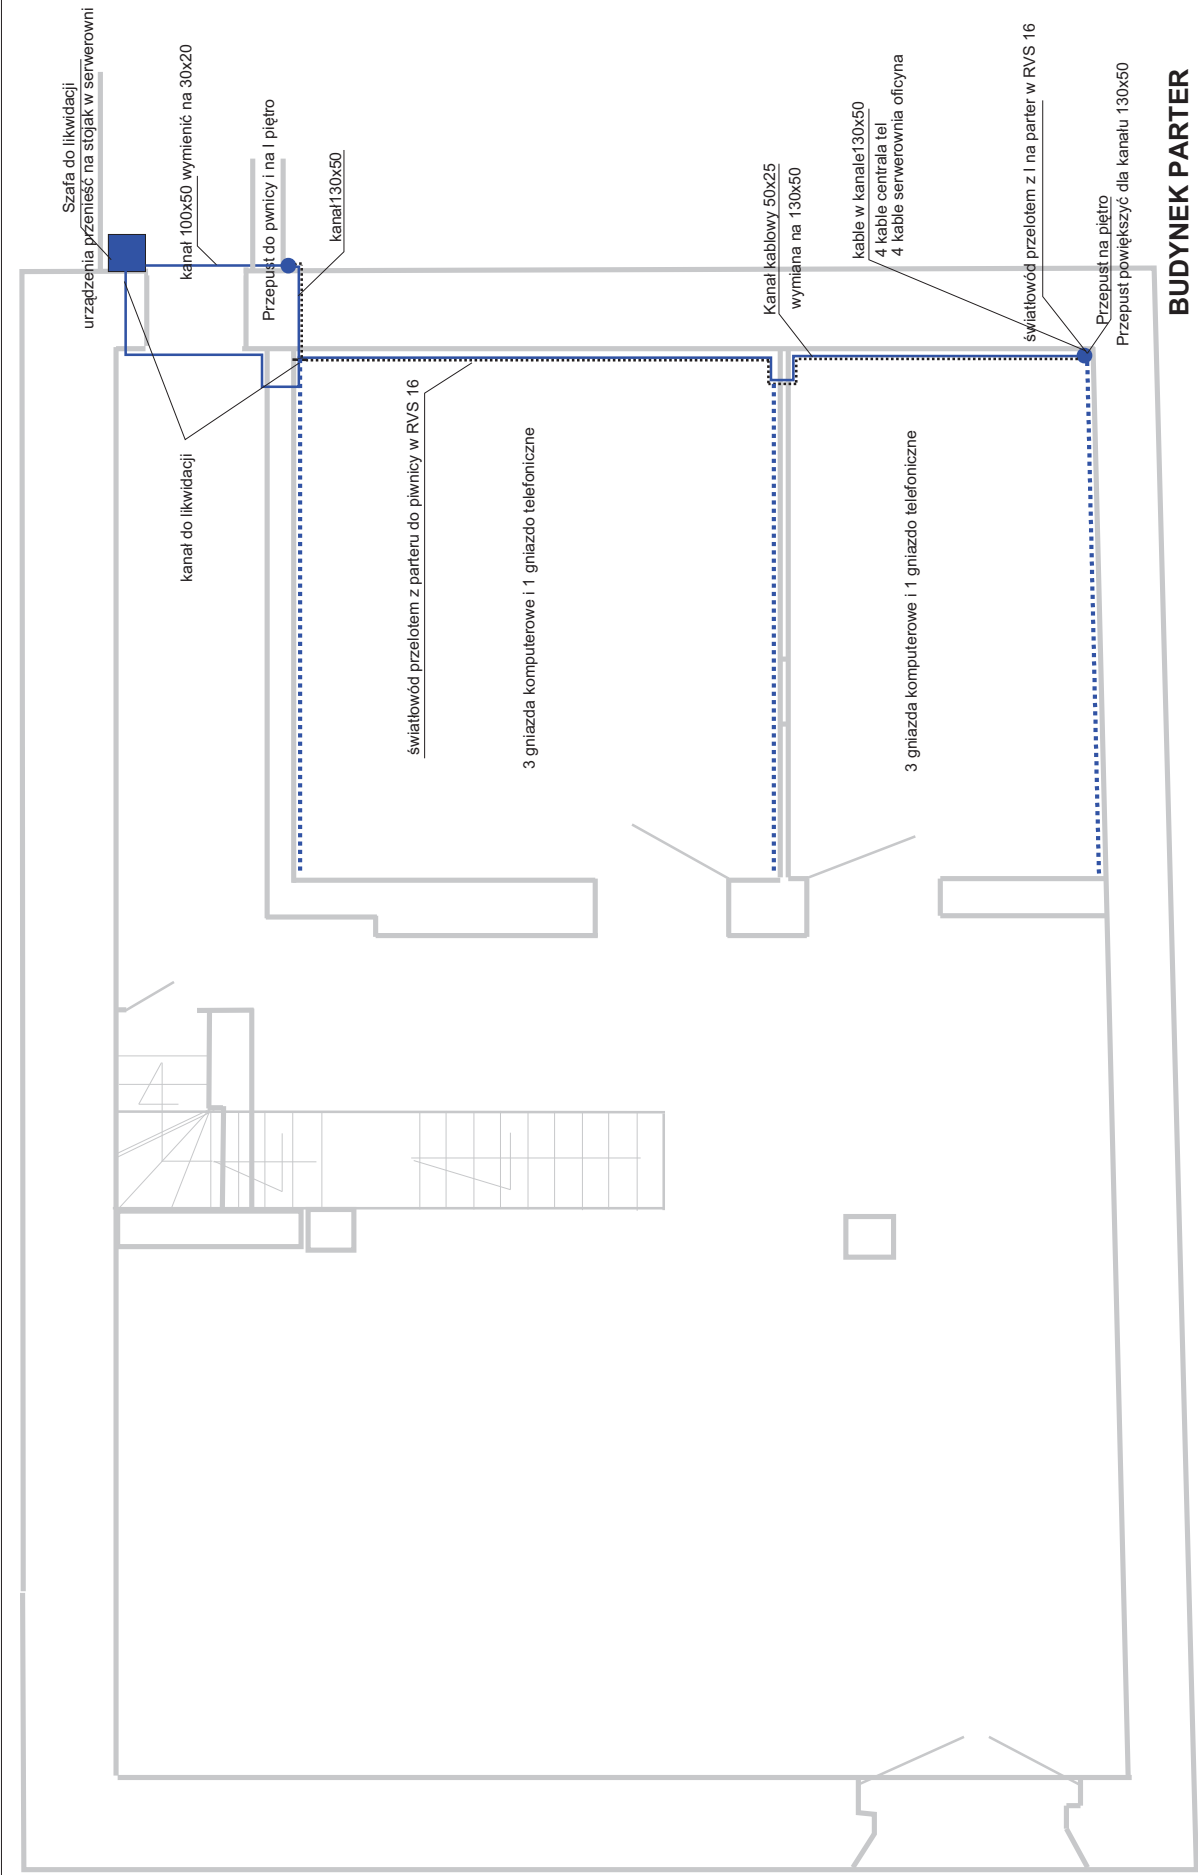 Szafa do likwidacji
urządzenia przenieść na stojak w serwerowni
kanał 100x50 wymienić na 30x20
Przepust do pwnicy i na I piętro
kanał130x50
kanał do likwidacji
światłowód przelotem z parteru do piwnicy w RVS 16
3 gniazda komputerowe i 1 gniazdo telefoniczne
Kanał kablowy 50x25
wymiana na 130x50
kable w kanale130x50
4 kable centrala tel
4 kable serwerownia oficyna
3 gniazda komputerowe i 1 gniazdo telefoniczne
światłowód przelotem z I na parter w RVS 16
Przepust na piętro
Przepust powiększyć dla kanału 130x50
BUDYNEK PARTER